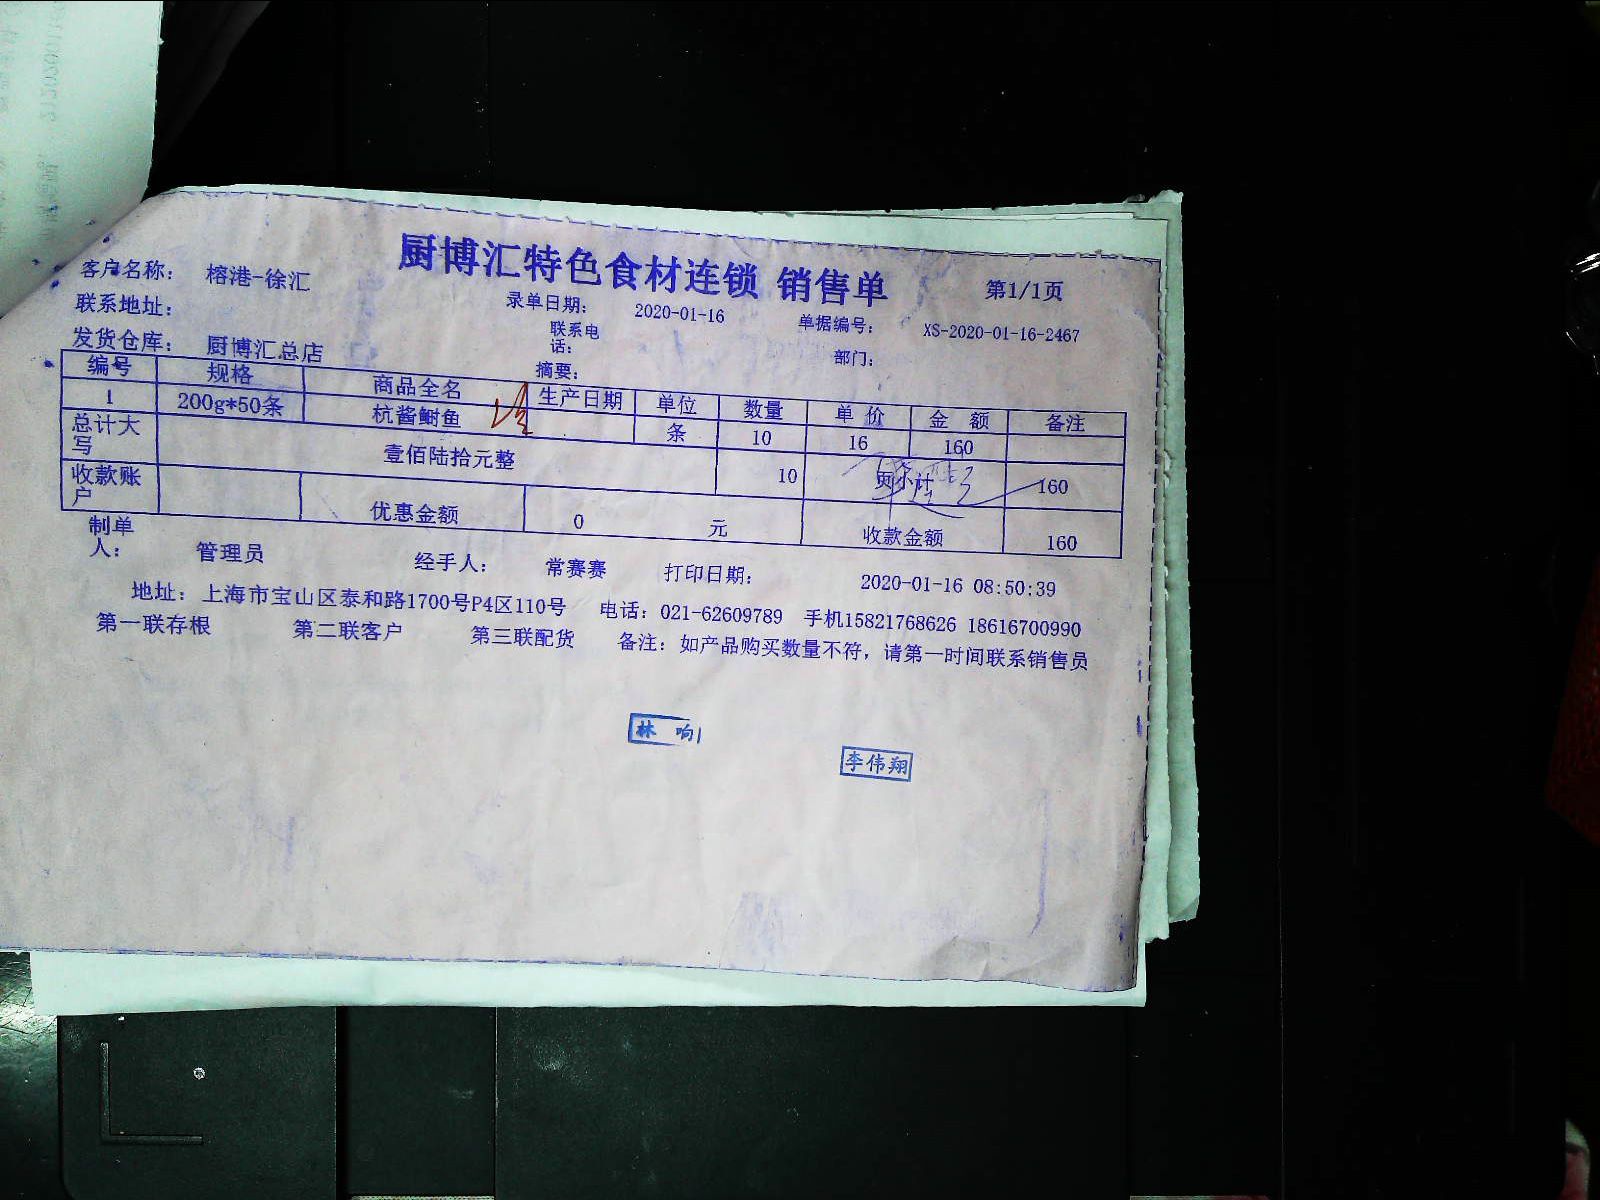 厨博汇特色食材连锁 销售单
第1/1页
客户名称： 榕港-徐汇
录单日期： 2020-01-16 单据编号： XS-2020-01-16-2467
联系地址： 联系电话： 部门：
发货仓库： 厨博汇总店 摘要：
编号 规格 商品全名 生产日期 单位 数量 单价 金额 备注
1 200g*50条 杭酱鲥鱼 条 10 16 160
总计大写 壹佰陆拾元整 10 160
收款账户 优惠金额 0 元 收款金额 160
制单人： 管理员 经手人： 常赛赛 打印日期： 2020-01-16 08:50:39
地址：上海市宝山区泰和路1700号P4区110号 电话：021-62609789 手机15821768626 18616700990
第一联存根 第二联客户 第三联配货 备注：如产品购买数量不符，请第一时间联系销售员
林 响
李伟翔